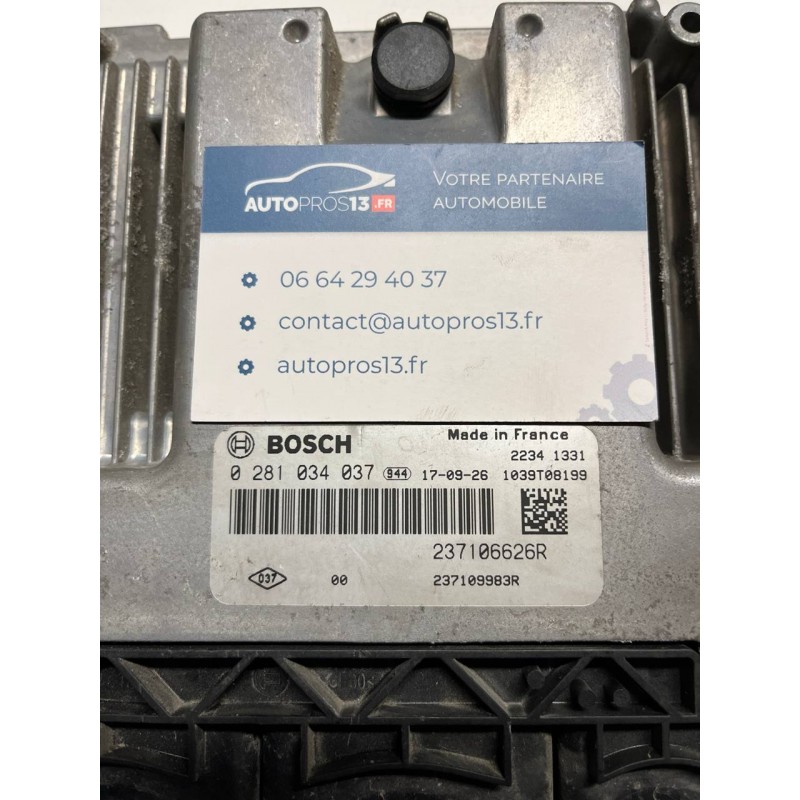 AUTOPROS13.FR
VOTRE PARTENAIRE
AUTOMOBILE
06 64 29 40 37
contact@autopros13.fr
autopros13.fr
BOSCH
Made in France
2234 1331
0 281 034 037 944 17-09-26 1039T08199
237106626R
037 00 237109983R